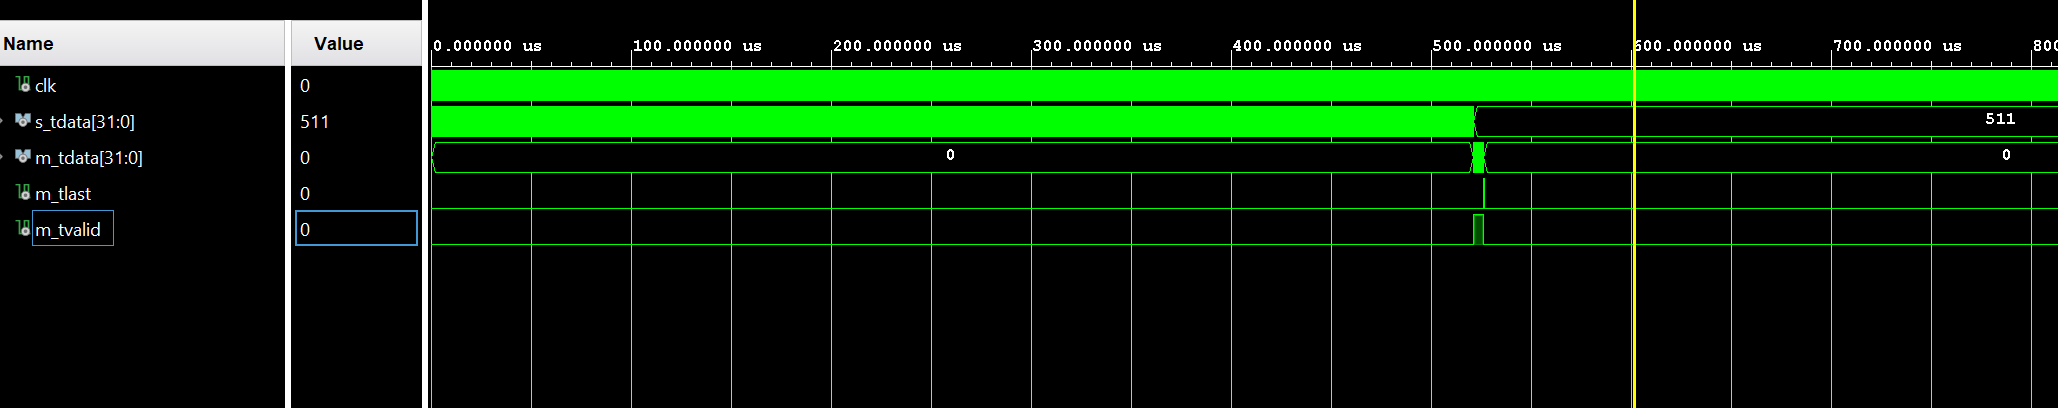 Name Value
0.000000 us 100.000000 us 200.000000 us 300.000000 us 400.000000 us 500.000000 us 600.000000 us 700.000000 us 800
clk 0
s_tdata[31:0] 511 511
m_tdata[31:0] 0 0 0
m_tlast 0
m_tvalid 0